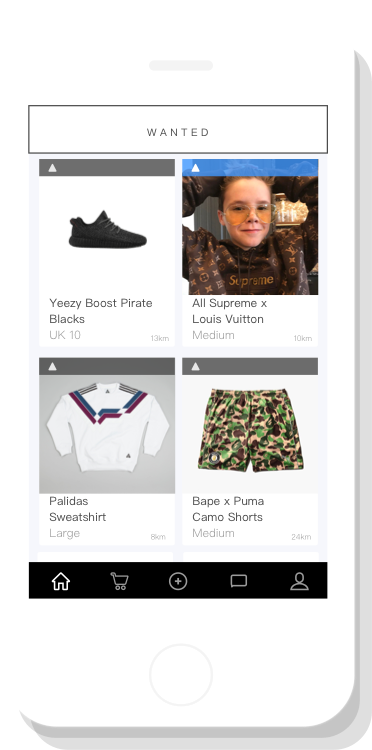 WANTED
Yeezy Boost Pirate
Blacks
UK 10
13km
Supreme
All Supreme x
Louis Vuitton
Medium
10km
Palidas
Sweatshirt
Large
8km
Bape x Puma
Camo Shorts
Medium
24km